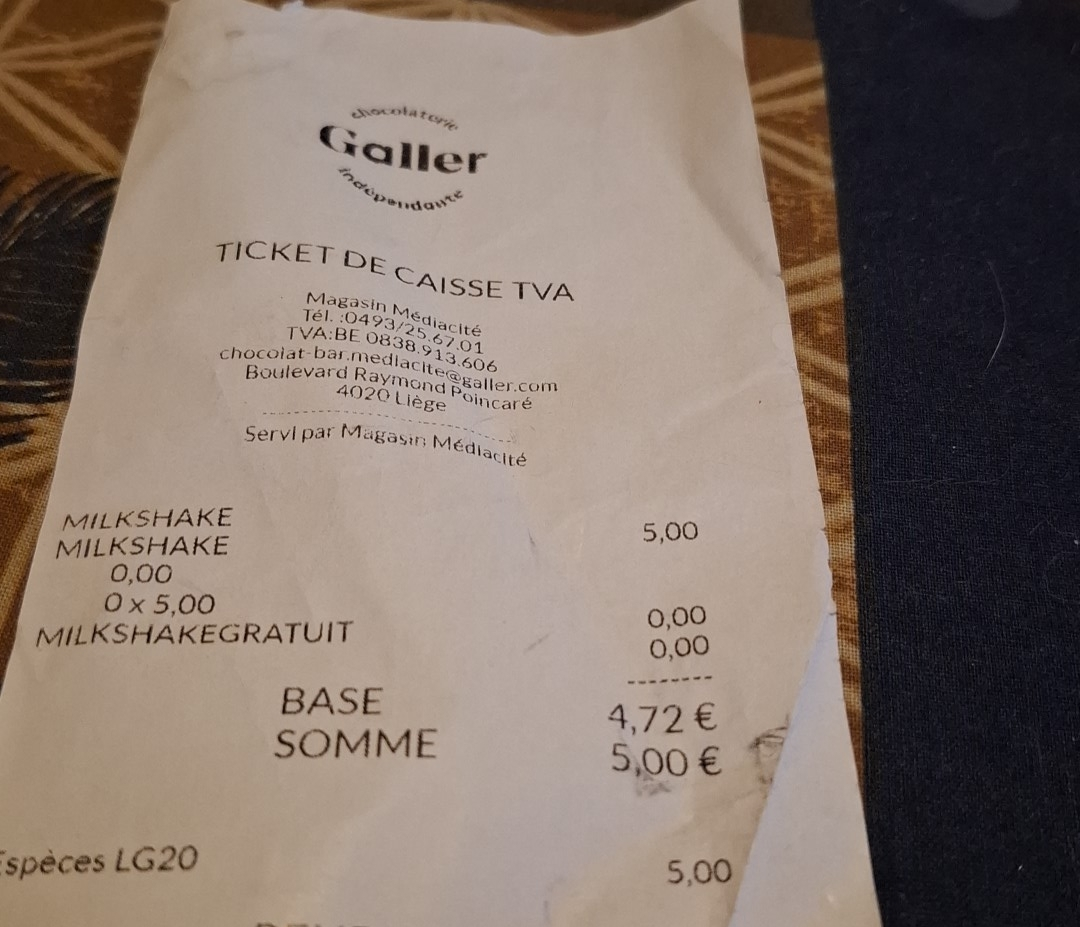 chocolaterie
Galler
indépendante
TICKET DE CAISSE TVA
Magasin Médiacité
Tél. :0493/25.67.01
TVA:BE 0838.913.606
chocolat-bar.mediacite@galler.com
Boulevard Raymond Poincaré
4020 Liège
Servi par Magasin Médiacité
MILKSHAKE 5,00
MILKSHAKE
0,00
0 x 5,00 0,00
MILKSHAKEGRATUIT 0,00
BASE 4,72 €
SOMME 5,00 €
Espèces LG20 5,00